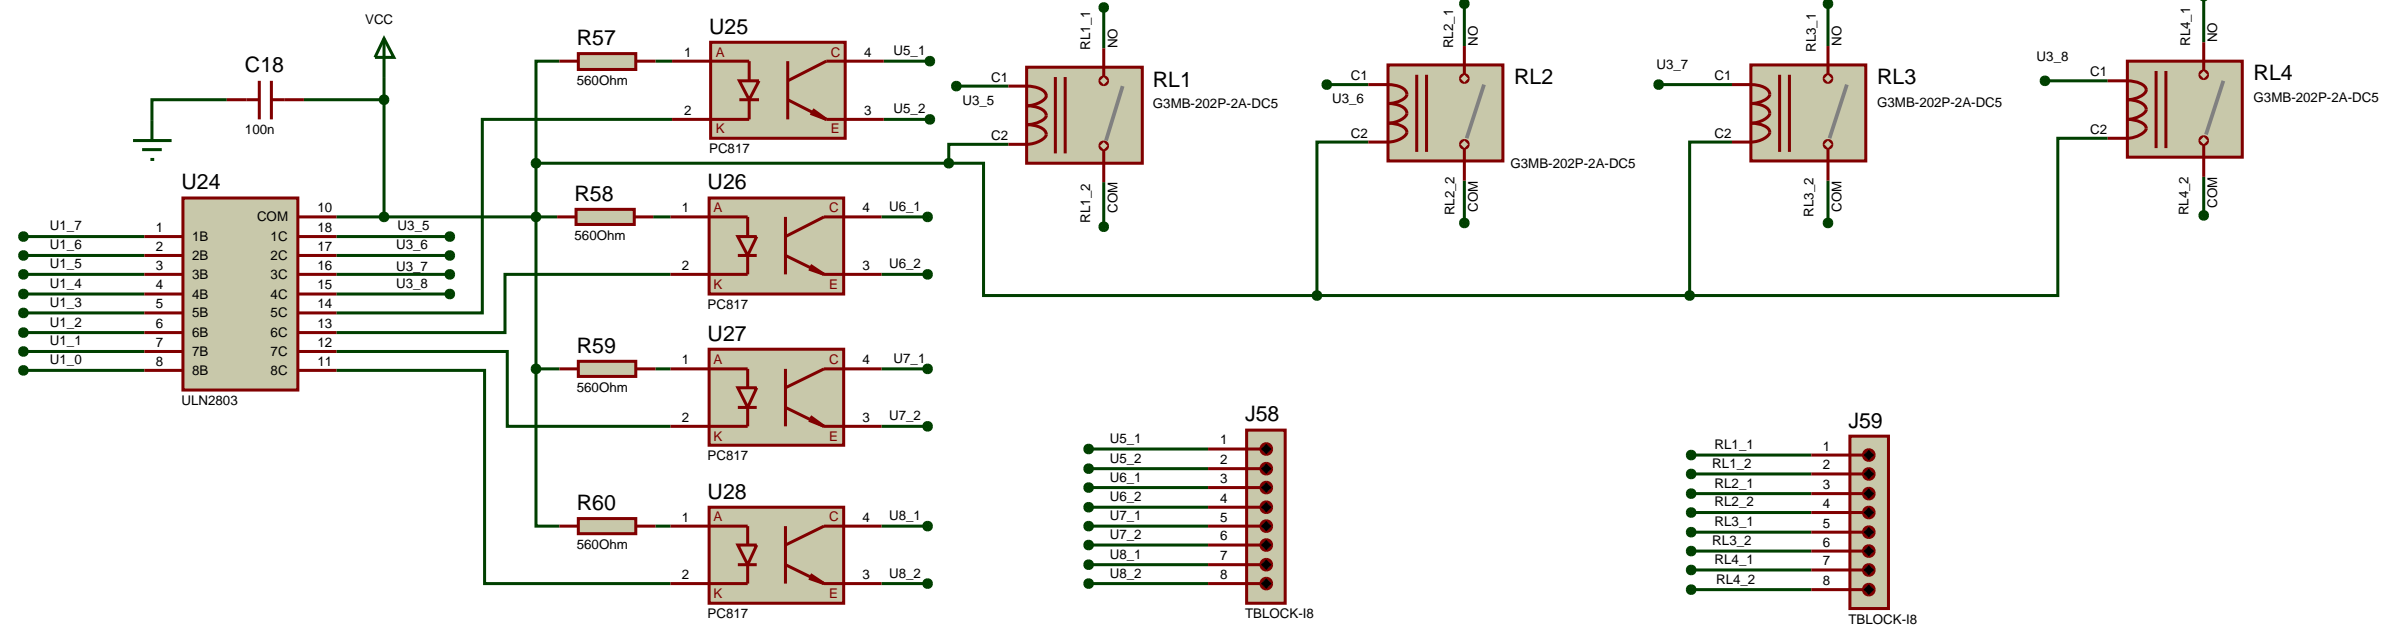 VCC
C18
100n
U24
COM 10
U1_7 1 1B 1C 18 U3_5
U1_6 2 2B 2C 17 U3_6
U1_5 3 3B 3C 16 U3_7
U1_4 4 4B 4C 15 U3_8
U1_3 5 5B 5C 14
U1_2 6 6B 6C 13
U1_1 7 7B 7C 12
U1_0 8 8B 8C 11
ULN2803
R57
560Ohm
U25
1 A C 4 U5_1
2 K E 3 U5_2
PC817
R58
560Ohm
U26
1 A C 4 U6_1
2 K E 3 U6_2
PC817
R59
560Ohm
U27
1 A C 4 U7_1
2 K E 3 U7_2
PC817
R60
560Ohm
U28
1 A C 4 U8_1
2 K E 3 U8_2
PC817
RL1_1
NO
C1
U3_5
C2
RL1
G3MB-202P-2A-DC5
RL1_2
COM
RL2_1
NO
C1
U3_6
C2
RL2
G3MB-202P-2A-DC5
RL2_2
COM
RL3_1
NO
U3_7
C1
C2
RL3
G3MB-202P-2A-DC5
RL3_2
COM
RL4_1
NO
U3_8
C1
C2
RL4
G3MB-202P-2A-DC5
RL4_2
COM
J58
U5_1 1
U5_2 2
U6_1 3
U6_2 4
U7_1 5
U7_2 6
U8_1 7
U8_2 8
TBLOCK-I8
J59
RL1_1 1
RL1_2 2
RL2_1 3
RL2_2 4
RL3_1 5
RL3_2 6
RL4_1 7
RL4_2 8
TBLOCK-I8